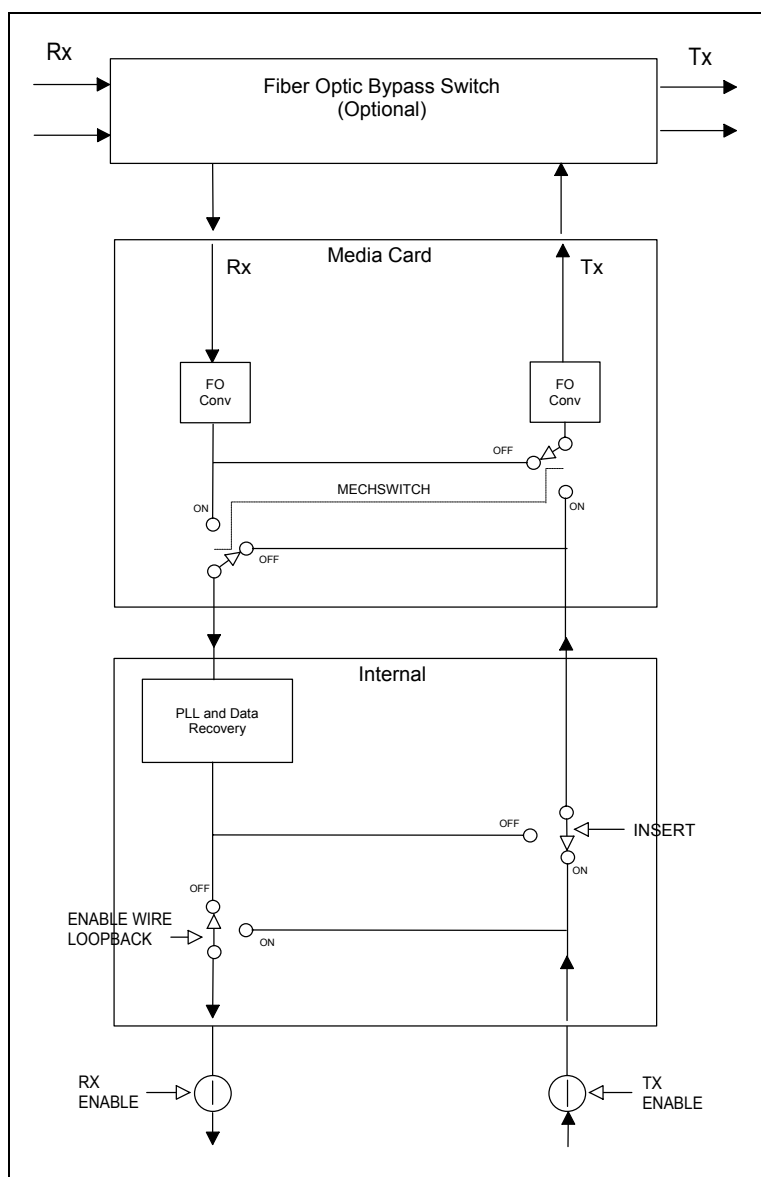 Rx
Tx
Fiber Optic Bypass Switch
(Optional)
Media Card
Rx
Tx
FO
Conv
FO
Conv
OFF
MECHSWITCH
ON
ON
OFF
Internal
PLL and Data
Recovery
OFF
INSERT
ON
OFF
ENABLE WIRE
LOOPBACK
ON
RX
ENABLE
TX
ENABLE